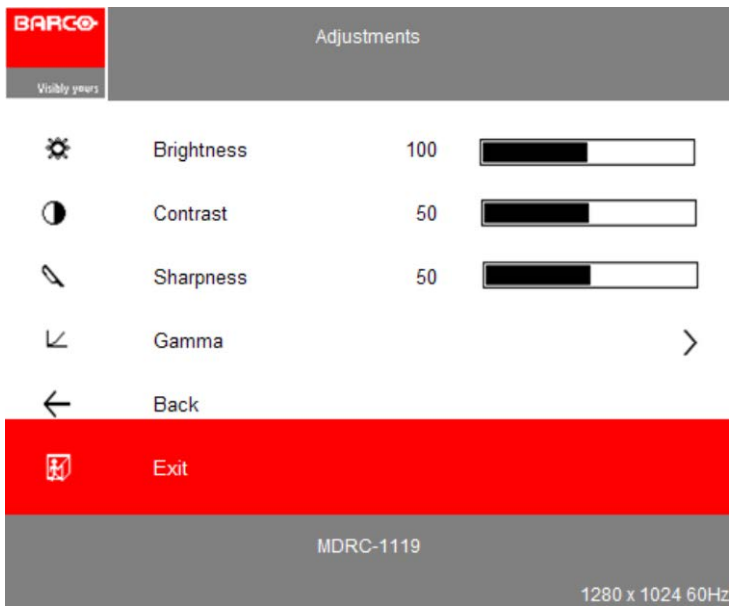 BARCO
Visibly yours
Adjustments
Brightness 100
Contrast 50
Sharpness 50
Gamma
Back
Exit
MDRC-1119
1280 x 1024 60Hz